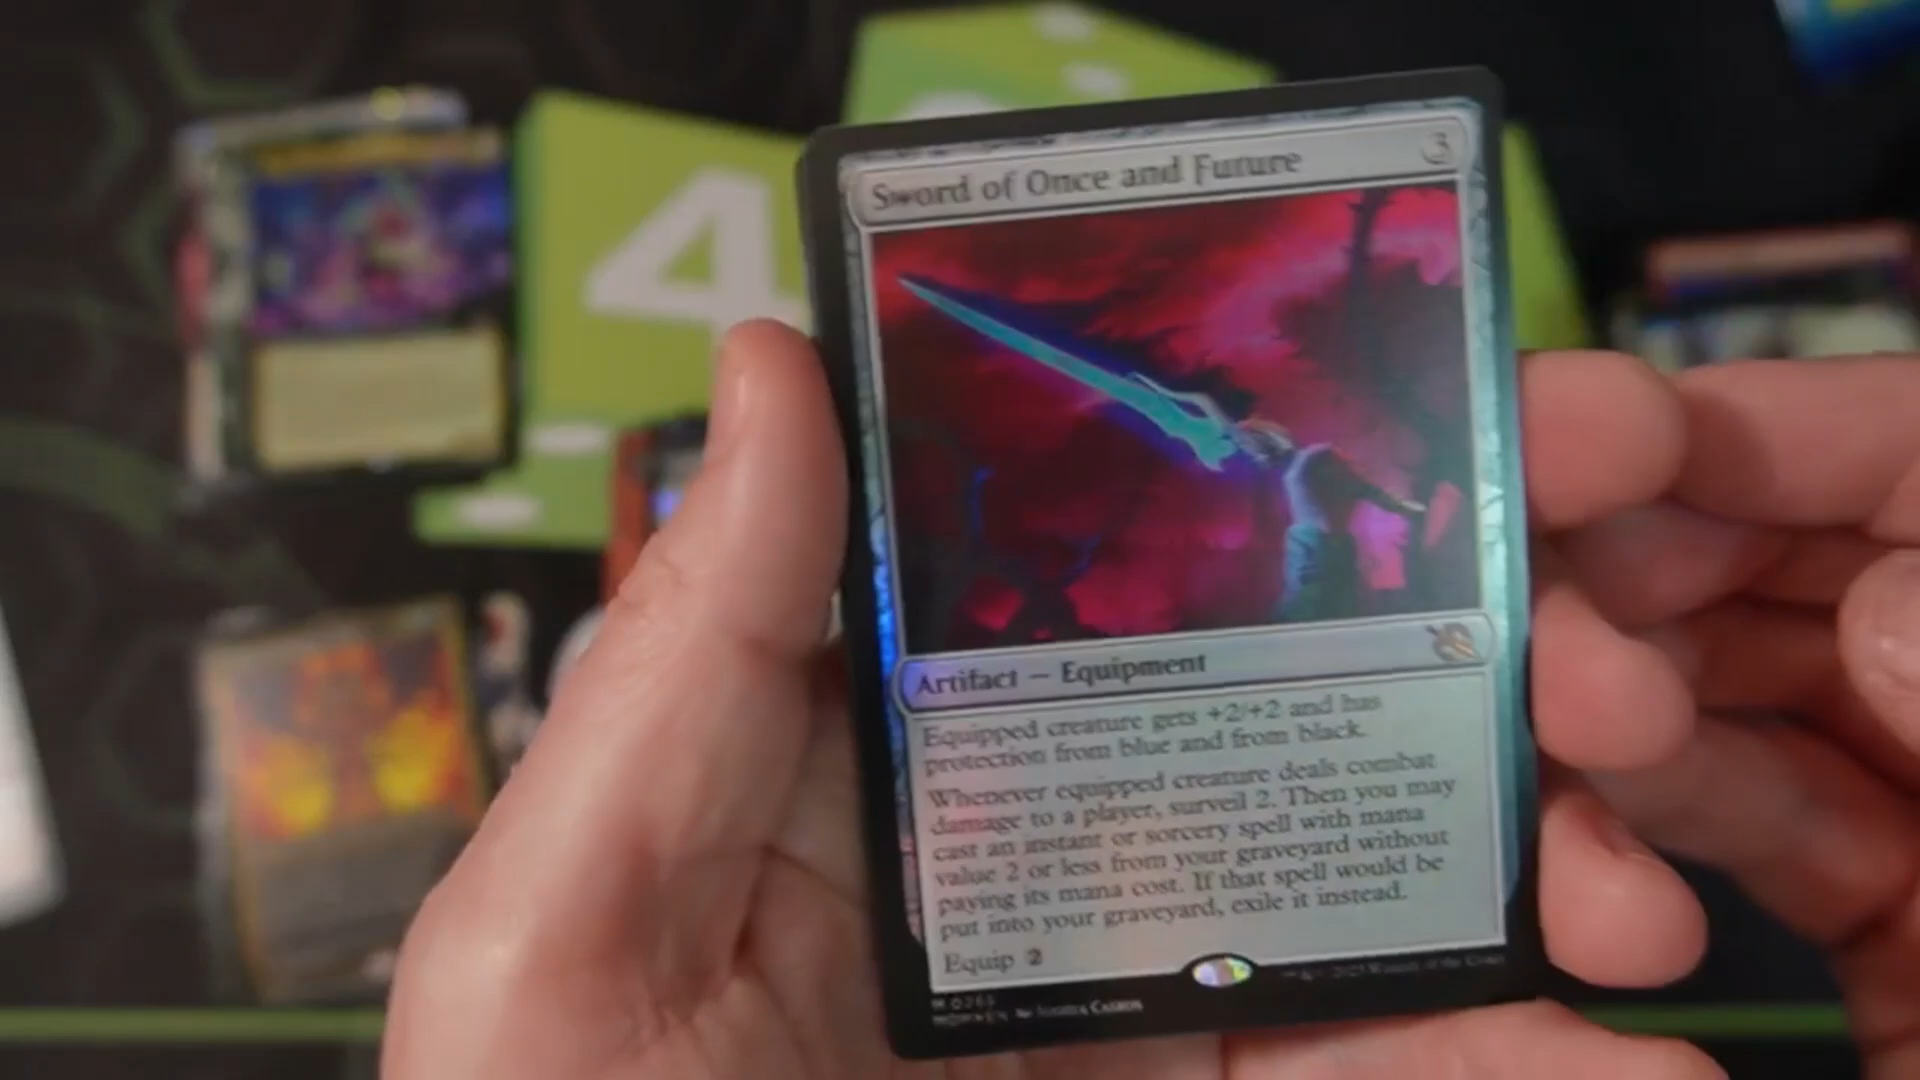 4
Sword of Once and Future 3
Artifact — Equipment
Equipped creature gets +2/+2 and has
protection from blue and from black.
Whenever equipped creature deals combat
damage to a player, surveil 2. Then you may
cast an instant or sorcery spell with mana
value 2 or less from your graveyard without
paying its mana cost. If that spell would be
put into your graveyard, exile it instead.
Equip 2